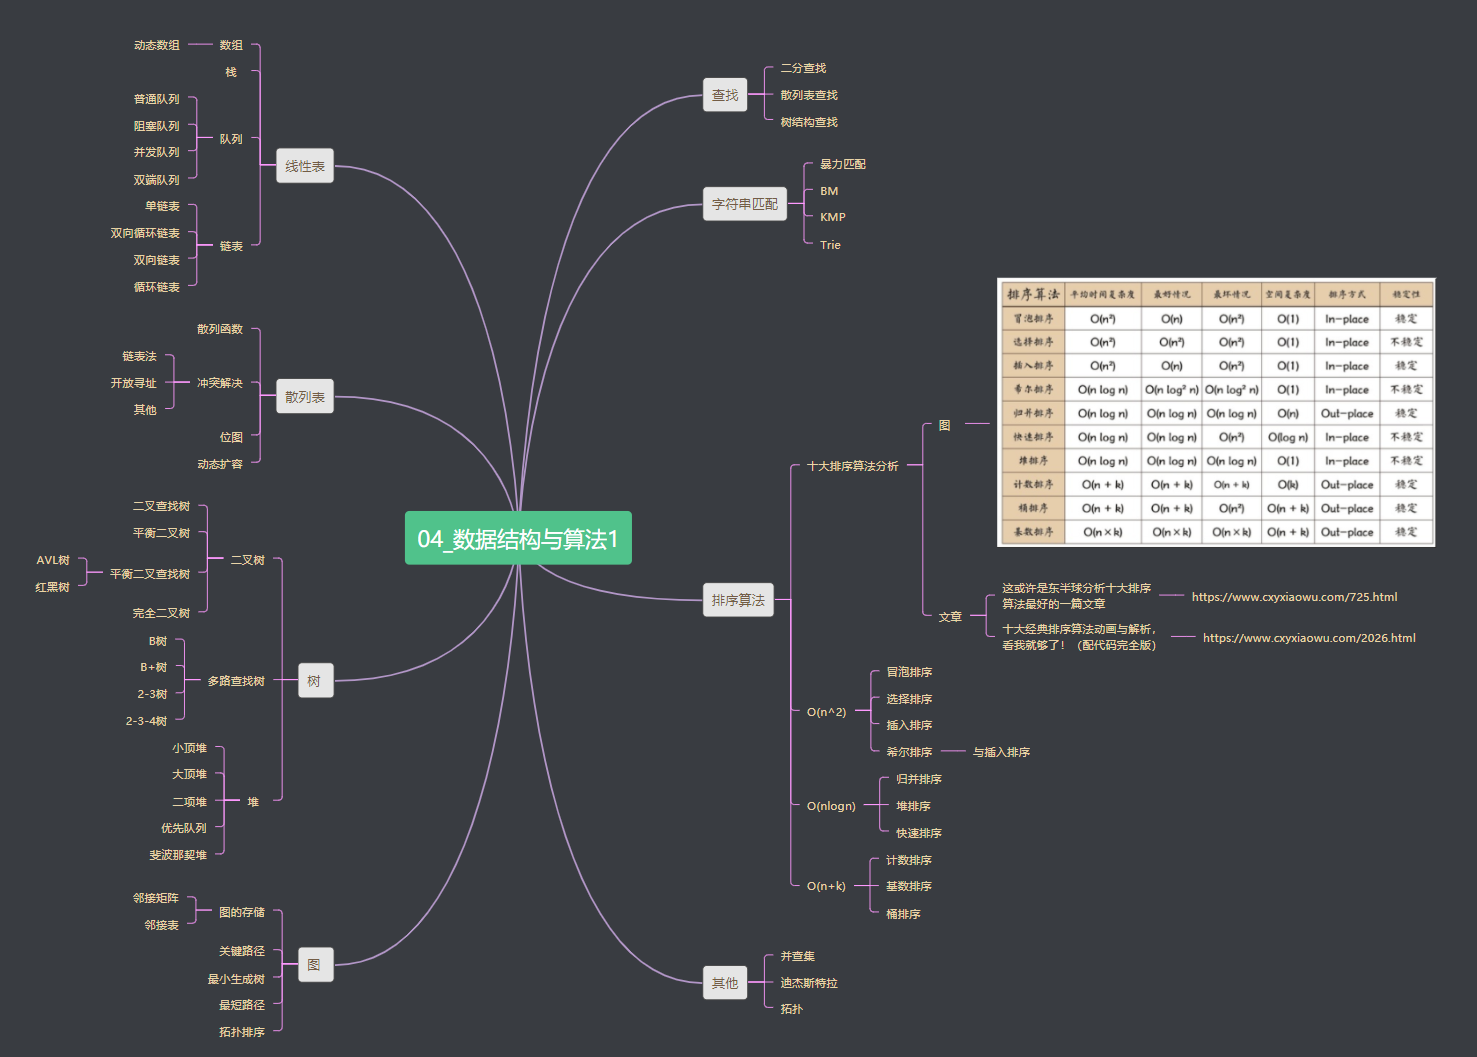 04_数据结构与算法1
线性表
数组
动态数组
栈
队列
普通队列
阻塞队列
并发队列
双端队列
链表
单链表
双向循环链表
双向链表
循环链表
散列表
散列函数
冲突解决
链表法
开放寻址
其他
位图
动态扩容
树
二叉树
二叉查找树
平衡二叉树
平衡二叉查找树
AVL树
红黑树
完全二叉树
多路查找树
B树
B+树
2-3树
2-3-4树
堆
小顶堆
大顶堆
二项堆
优先队列
斐波那契堆
图
图的存储
邻接矩阵
邻接表
关键路径
最小生成树
最短路径
拓扑排序
查找
二分查找
散列表查找
树结构查找
字符串匹配
暴力匹配
BM
KMP
Trie
排序算法
十大排序算法分析
图
排序算法 平均时间复杂度 最好情况 最坏情况 空间复杂度 排序方式 稳定性
冒泡排序 O(n²) O(n) O(n²) O(1) In-place 稳定
选择排序 O(n²) O(n²) O(n²) O(1) In-place 不稳定
插入排序 O(n²) O(n) O(n²) O(1) In-place 稳定
希尔排序 O(n log n) O(n log² n) O(n log² n) O(1) In-place 不稳定
归并排序 O(n log n) O(n log n) O(n log n) O(n) Out-place 稳定
快速排序 O(n log n) O(n log n) O(n²) O(log n) In-place 不稳定
堆排序 O(n log n) O(n log n) O(n log n) O(1) In-place 不稳定
计数排序 O(n + k) O(n + k) O(n + k) O(k) Out-place 稳定
桶排序 O(n + k) O(n + k) O(n²) O(n + k) Out-place 稳定
基数排序 O(n×k) O(n×k) O(n×k) O(n + k) Out-place 稳定
文章
这或许是东半球分析十大排序
算法最好的一篇文章
https://www.cxyxiaowu.com/725.html
十大经典排序算法动画与解析，
看我就够了！（配代码完全版）
https://www.cxyxiaowu.com/2026.html
O(n^2)
冒泡排序
选择排序
插入排序
希尔排序
与插入排序
O(nlogn)
归并排序
堆排序
快速排序
O(n+k)
计数排序
基数排序
桶排序
其他
并查集
迪杰斯特拉
拓扑